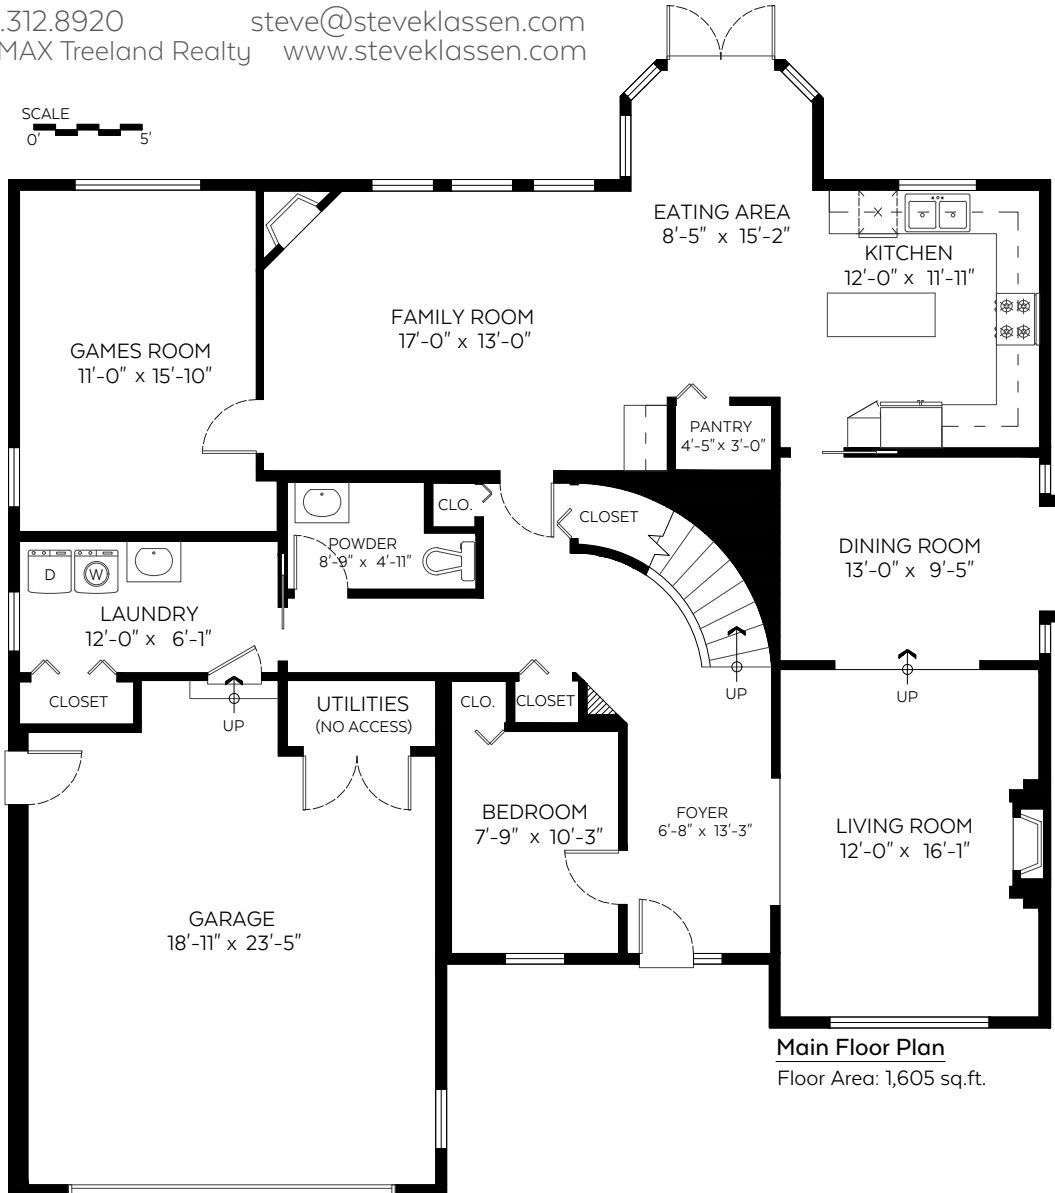 .312.8920 steve@steveklassen.com
MAX Treeland Realty www.steveklassen.com
SCALE
0' 5'
EATING AREA
8'-5" x 15'-2"
KITCHEN
12'-0" x 11'-11"
FAMILY ROOM
17'-0" x 13'-0"
GAMES ROOM
11'-0" x 15'-10"
PANTRY
4'-5" x 3'-0"
CLO.
CLOSET
POWDER
8'-9" x 4'-11"
DINING ROOM
13'-0" x 9'-5"
D W
LAUNDRY
12'-0" x 6'-1"
CLOSET
UP
UTILITIES
(NO ACCESS)
CLO.
CLOSET
UP
UP
BEDROOM
7'-9" x 10'-3"
FOYER
6'-8" x 13'-3"
LIVING ROOM
12'-0" x 16'-1"
GARAGE
18'-11" x 23'-5"
Main Floor Plan
Floor Area: 1,605 sq.ft.